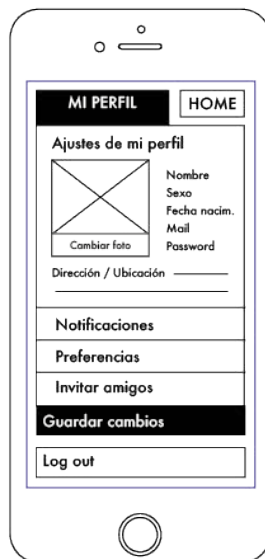 MI PERFIL HOME
Ajustes de mi perfil
Nombre
Sexo
Fecha nacim.
Mail
Password
Cambiar foto
Dirección / Ubicación
Notificaciones
Preferencias
Invitar amigos
Guardar cambios
Log out